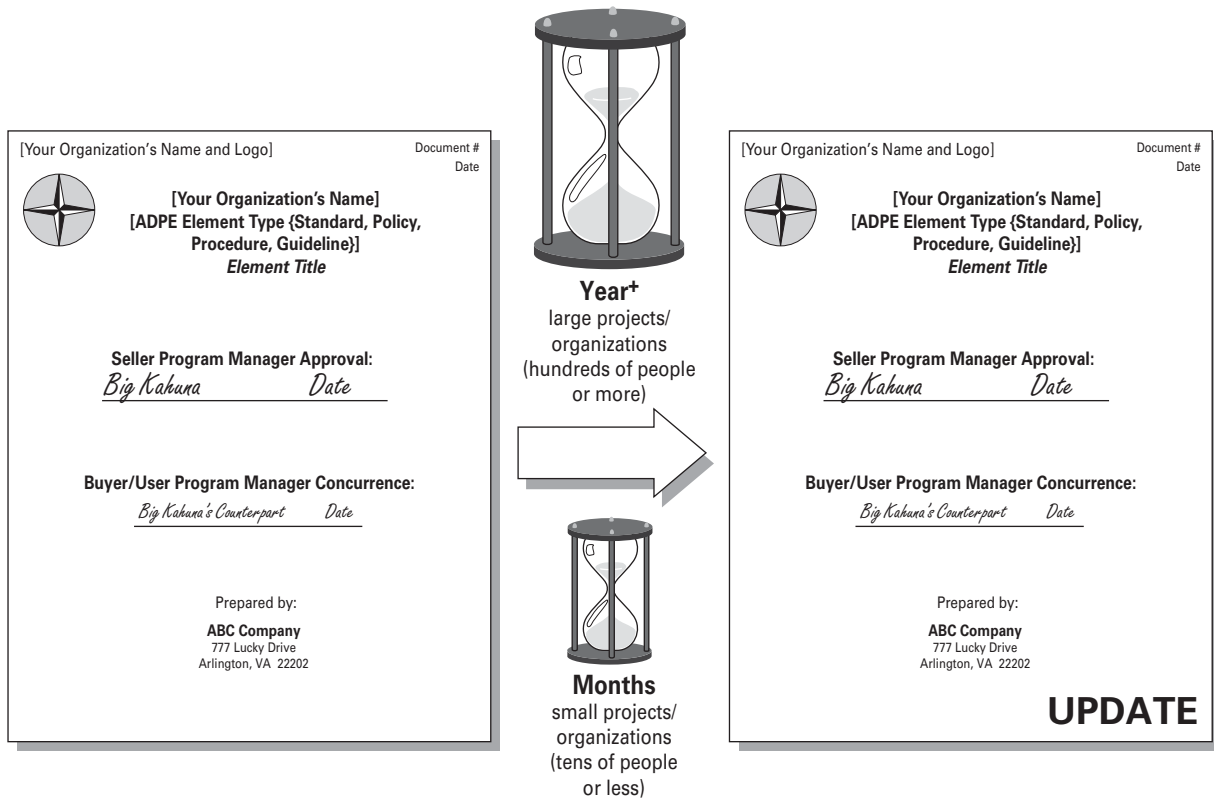 [Your Organization's Name and Logo]
Document #
Date
[Your Organization's Name]
[ADPE Element Type {Standard, Policy,
Procedure, Guideline}]
Element Title
Seller Program Manager Approval:
Big Kahuna Date
Buyer/User Program Manager Concurrence:
Big Kahuna's Counterpart Date
Prepared by:
ABC Company
777 Lucky Drive
Arlington, VA 22202
Year+
large projects/
organizations
(hundreds of people
or more)
Months
small projects/
organizations
(tens of people
or less)
[Your Organization's Name and Logo]
Document #
Date
[Your Organization's Name]
[ADPE Element Type {Standard, Policy,
Procedure, Guideline}]
Element Title
Seller Program Manager Approval:
Big Kahuna Date
Buyer/User Program Manager Concurrence:
Big Kahuna's Counterpart Date
Prepared by:
ABC Company
777 Lucky Drive
Arlington, VA 22202
UPDATE